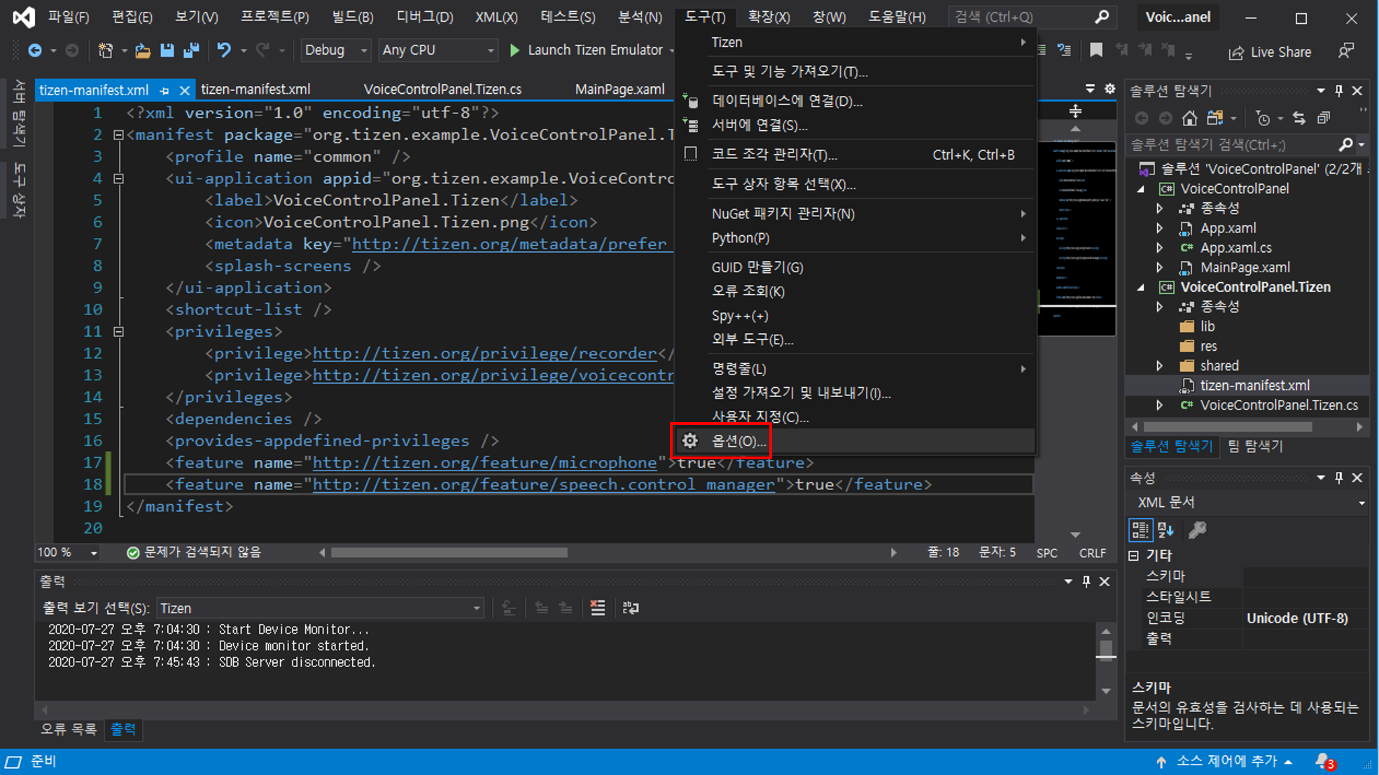 파일(F) 편집(E) 보기(V) 프로젝트(P) 빌드(B) 디버그(D) XML(X) 테스트(S) 분석(N) 도구(T) 확장(X) 창(W) 도움말(H) 검색 (Ctrl+Q) Voic...anel
Debug Any CPU Launch Tizen Emulator Live Share
서버 탐색기
도구 상자
tizen-manifest.xml tizen-manifest.xml VoiceControlPanel.Tizen.cs MainPage.xaml
1 <?xml version="1.0" encoding="utf-8"?>
2 <manifest package="org.tizen.example.VoiceControlPanel.T
3 <profile name="common" />
4 <ui-application appid="org.tizen.example.VoiceContro
5 <label>VoiceControlPanel.Tizen</label>
6 <icon>VoiceControlPanel.Tizen.png</icon>
7 <metadata key="http://tizen.org/metadata/prefer_
8 <splash-screens />
9 </ui-application>
10 <shortcut-list />
11 <privileges>
12 <privilege>http://tizen.org/privilege/recorder</
13 <privilege>http://tizen.org/privilege/voicecontr
14 </privileges>
15 <dependencies />
16 <provides-appdefined-privileges />
17 <feature name="http://tizen.org/feature/microphone">true</feature>
18 <feature name="http://tizen.org/feature/speech.control_manager">true</feature>
19 </manifest>
20
100 % 문제가 검색되지 않음 줄: 18 문자: 5 SPC CRLF
Tizen
도구 및 기능 가져오기(T)...
데이터베이스에 연결(D)...
서버에 연결(S)...
코드 조각 관리자(T)... Ctrl+K, Ctrl+B
도구 상자 항목 선택(X)...
NuGet 패키지 관리자(N)
Python(P)
GUID 만들기(G)
오류 조회(K)
Spy++(+)
외부 도구(E)...
명령줄(L)
설정 가져오기 및 내보내기(I)...
사용자 지정(C)...
옵션(O)...
솔루션 탐색기
솔루션 탐색기 검색(Ctrl+;)
솔루션 'VoiceControlPanel' (2/2개
VoiceControlPanel
종속성
App.xaml
App.xaml.cs
MainPage.xaml
VoiceControlPanel.Tizen
종속성
lib
res
shared
tizen-manifest.xml
VoiceControlPanel.Tizen.cs
솔루션 탐색기 팀 탐색기
속성
XML 문서
기타
스키마
스타일시트
인코딩 Unicode (UTF-8)
출력
스키마
문서의 유효성을 검사하는 데 사용되는
스키마입니다.
출력
출력 보기 선택(S): Tizen
2020-07-27 오후 7:04:30 : Start Device Monitor...
2020-07-27 오후 7:04:30 : Device monitor started.
2020-07-27 오후 7:45:43 : SDB Server disconnected.
오류 목록 출력
준비 소스 제어에 추가 3